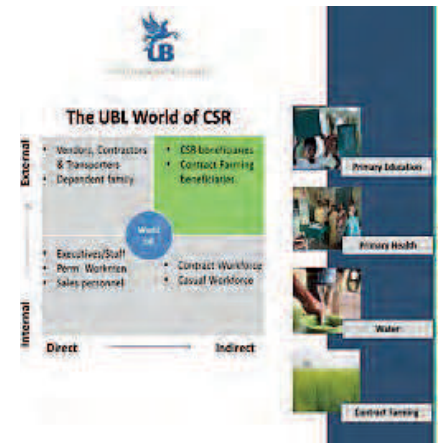 UB
The UBL World of CSR
External
• Vendors, Contractors
& Transporters
• Dependent family
• CSR beneficiaries
• Contract Farming
beneficiaries
World
• Executives/Staff
• Perm Workmen
• Sales personnel
• Contract Workforce
• Casual Workforce
Internal
Direct
Indirect
Primary Education
Primary Health
Water
Contract Farming